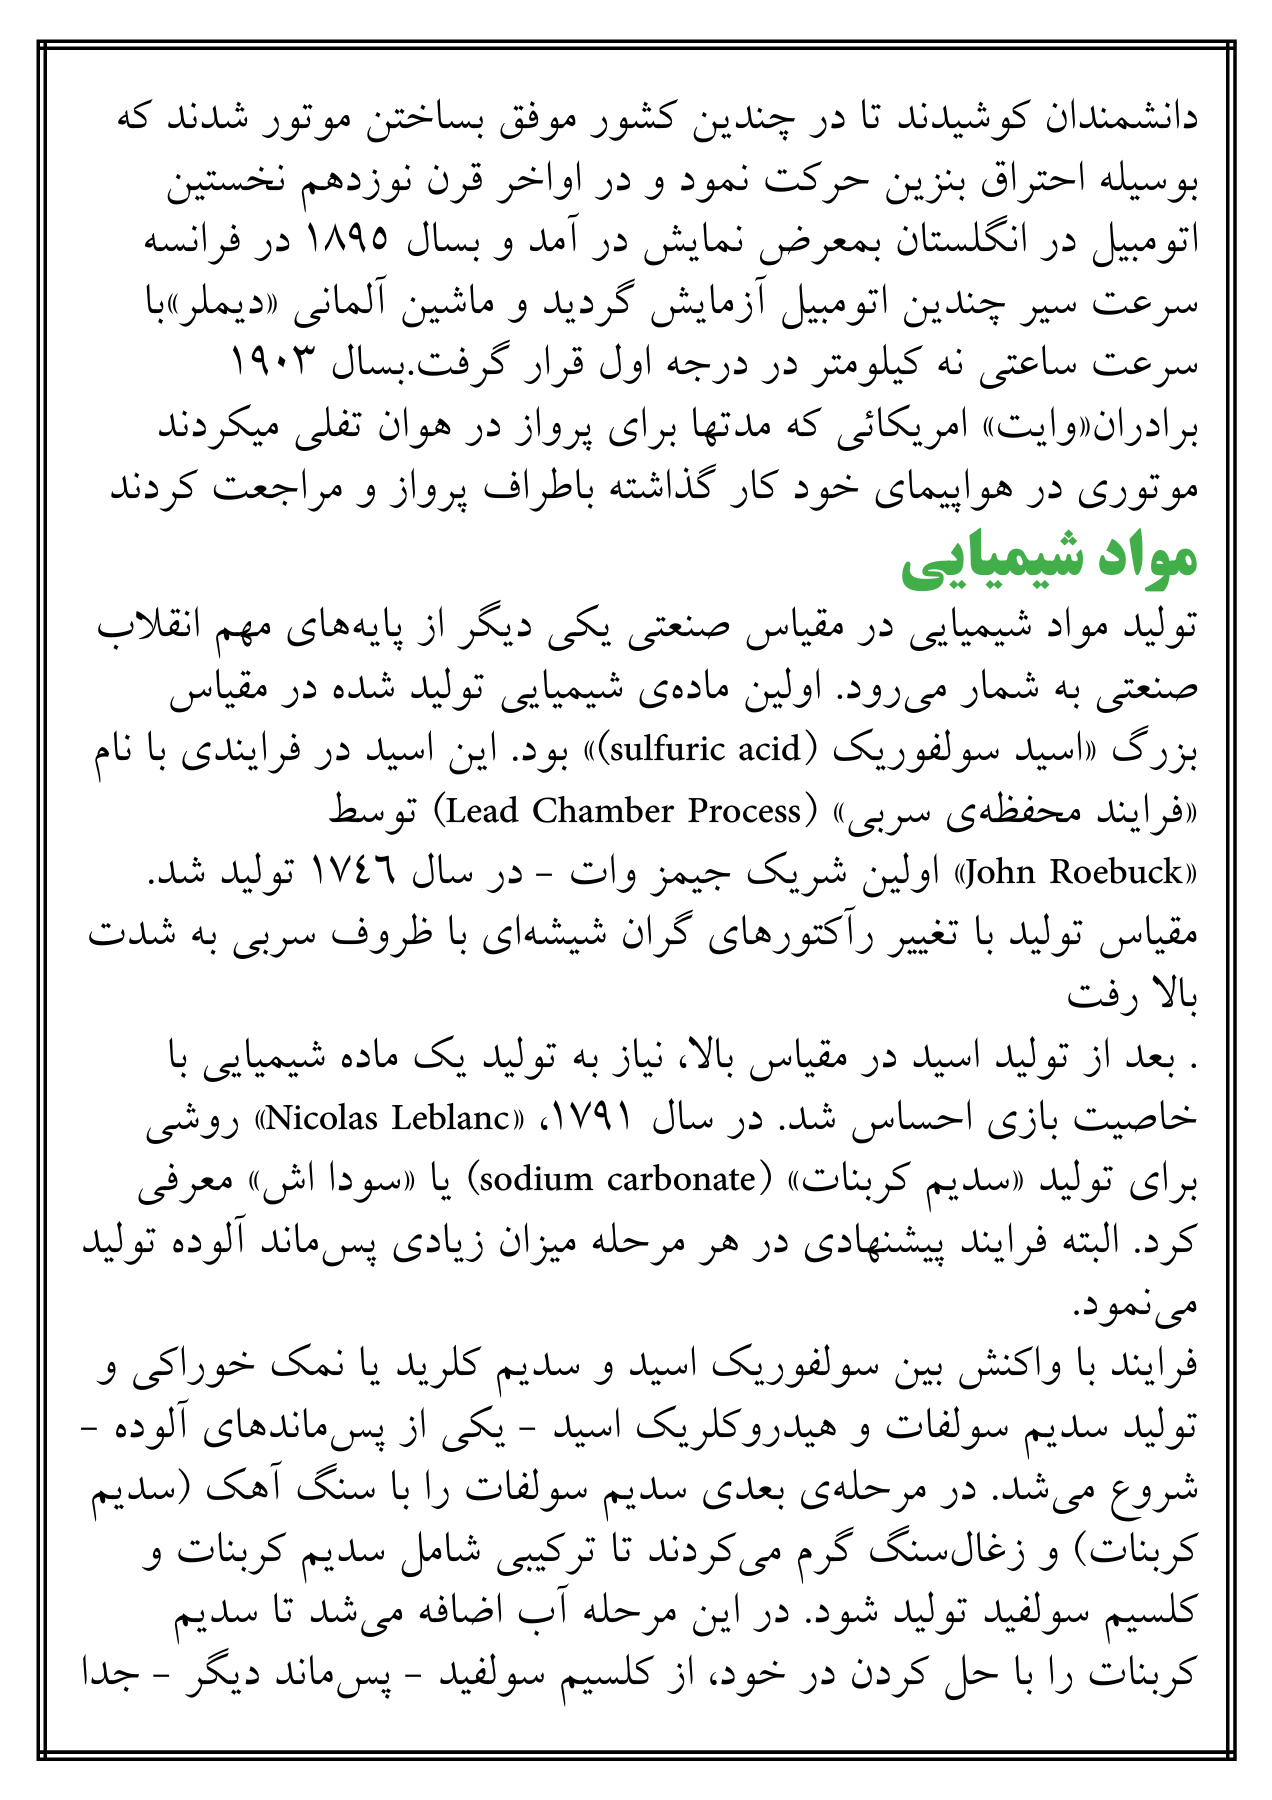 دانشمندان کوشیدند تا در چندین کشور موفق بساختن موتور شدند که
بوسیله احتراق بنزین حرکت نمود و در اواخر قرن نوزدهم نخستین
اتومبیل در انگلستان بمعرض نمایش در آمد و بسال ۱۸۹۵ در فرانسه
سرعت سیر چندین اتومبیل آزمایش گردید و ماشین آلمانی «دیملر»با
سرعت ساعتی نه کیلومتر در درجه اول قرار گرفت.بسال ۱۹۰۳
برادران«وایت» امریکائی که مدتها برای پرواز در هوان تفلی میکردند
موتوری در هواپیمای خود کار گذاشته باطراف پرواز و مراجعت کردند
مواد شیمیایی
تولید مواد شیمیایی در مقیاس صنعتی یکی دیگر از پایه‌های مهم انقلاب
صنعتی به شمار می‌رود. اولین ماده‌ی شیمیایی تولید شده در مقیاس
بزرگ «اسید سولفوریک (sulfuric acid)» بود. این اسید در فرایندی با نام
«فرایند محفظه‌ی سربی» (Lead Chamber Process) توسط
«John Roebuck» اولین شریک جیمز وات – در سال ۱۷٤٦ تولید شد.
مقیاس تولید با تغییر رآکتورهای گران شیشه‌ای با ظروف سربی به شدت
بالا رفت
. بعد از تولید اسید در مقیاس بالا، نیاز به تولید یک ماده شیمیایی با
خاصیت بازی احساس شد. در سال ۱۷۹۱، «Nicolas Leblanc» روشی
برای تولید «سدیم کربنات» (sodium carbonate) یا «سودا اش» معرفی
کرد. البته فرایند پیشنهادی در هر مرحله میزان زیادی پس‌ماند آلوده تولید
می‌نمود.
فرایند با واکنش بین سولفوریک اسید و سدیم کلرید یا نمک خوراکی و
تولید سدیم سولفات و هیدروکلریک اسید – یکی از پس‌ماندهای آلوده –
شروع می‌شد. در مرحله‌ی بعدی سدیم سولفات را با سنگ آهک (سدیم
کربنات) و زغال‌سنگ گرم می‌کردند تا ترکیبی شامل سدیم کربنات و
کلسیم سولفید تولید شود. در این مرحله آب اضافه می‌شد تا سدیم
کربنات را با حل کردن در خود، از کلسیم سولفید – پس‌ماند دیگر – جدا